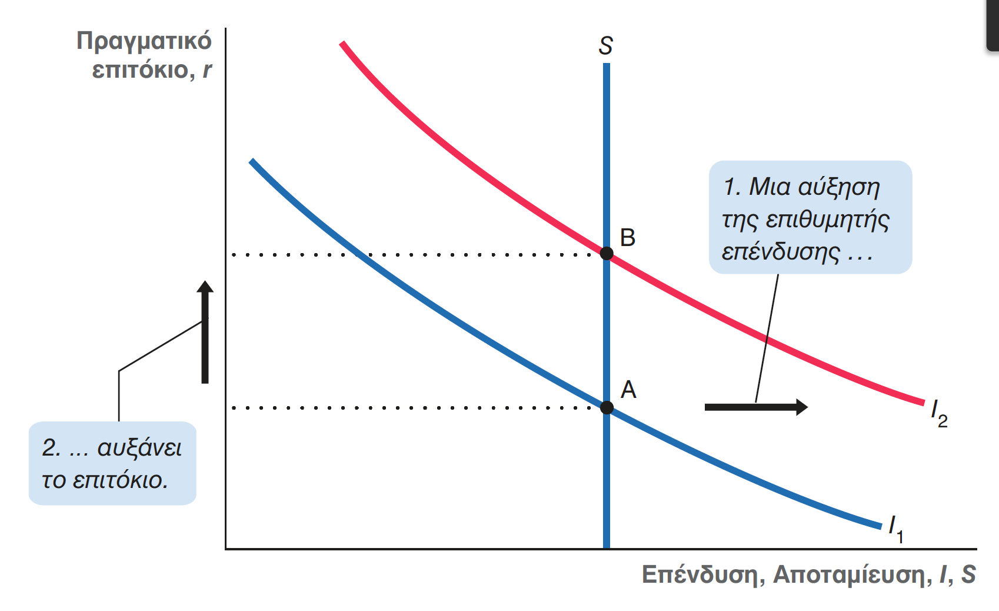 Πραγματικό
επιτόκιο, r
S
B
1. Μια αύξηση
της επιθυμητής
επένδυσης ...
A
I2
2. ... αυξάνει
το επιτόκιο.
I1
Επένδυση, Αποταμίευση, I, S